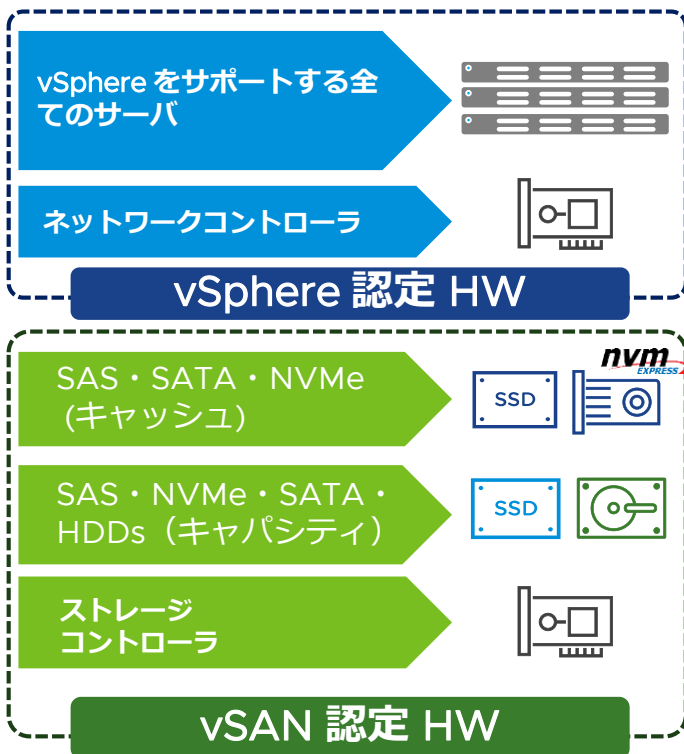 vSphere をサポートする全
てのサーバ
ネットワークコントローラ
vSphere 認定 HW
nvm
EXPRESS
SAS・SATA・NVMe
(キャッシュ)
SSD
SAS・NVMe・SATA・
HDDs（キャパシティ）
SSD
ストレージ
コントローラ
vSAN 認定 HW